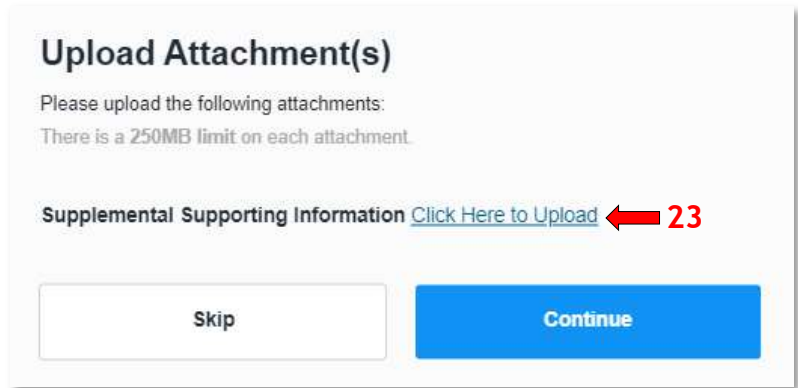 Upload Attachment(s)
Please upload the following attachments:
There is a 250MB limit on each attachment.
Supplemental Supporting Information Click Here to Upload 23
Skip Continue